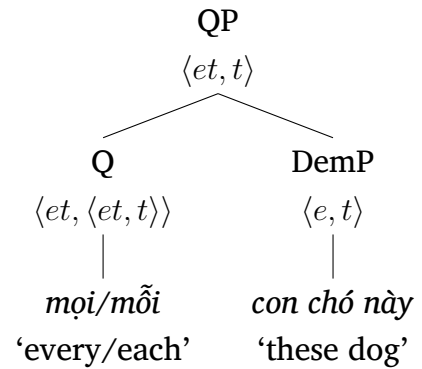 QP
⟨et, t⟩
Q DemP
⟨et, ⟨et, t⟩⟩ ⟨e, t⟩
mọi/mỗi con chó này
‘every/each’ ‘these dog’